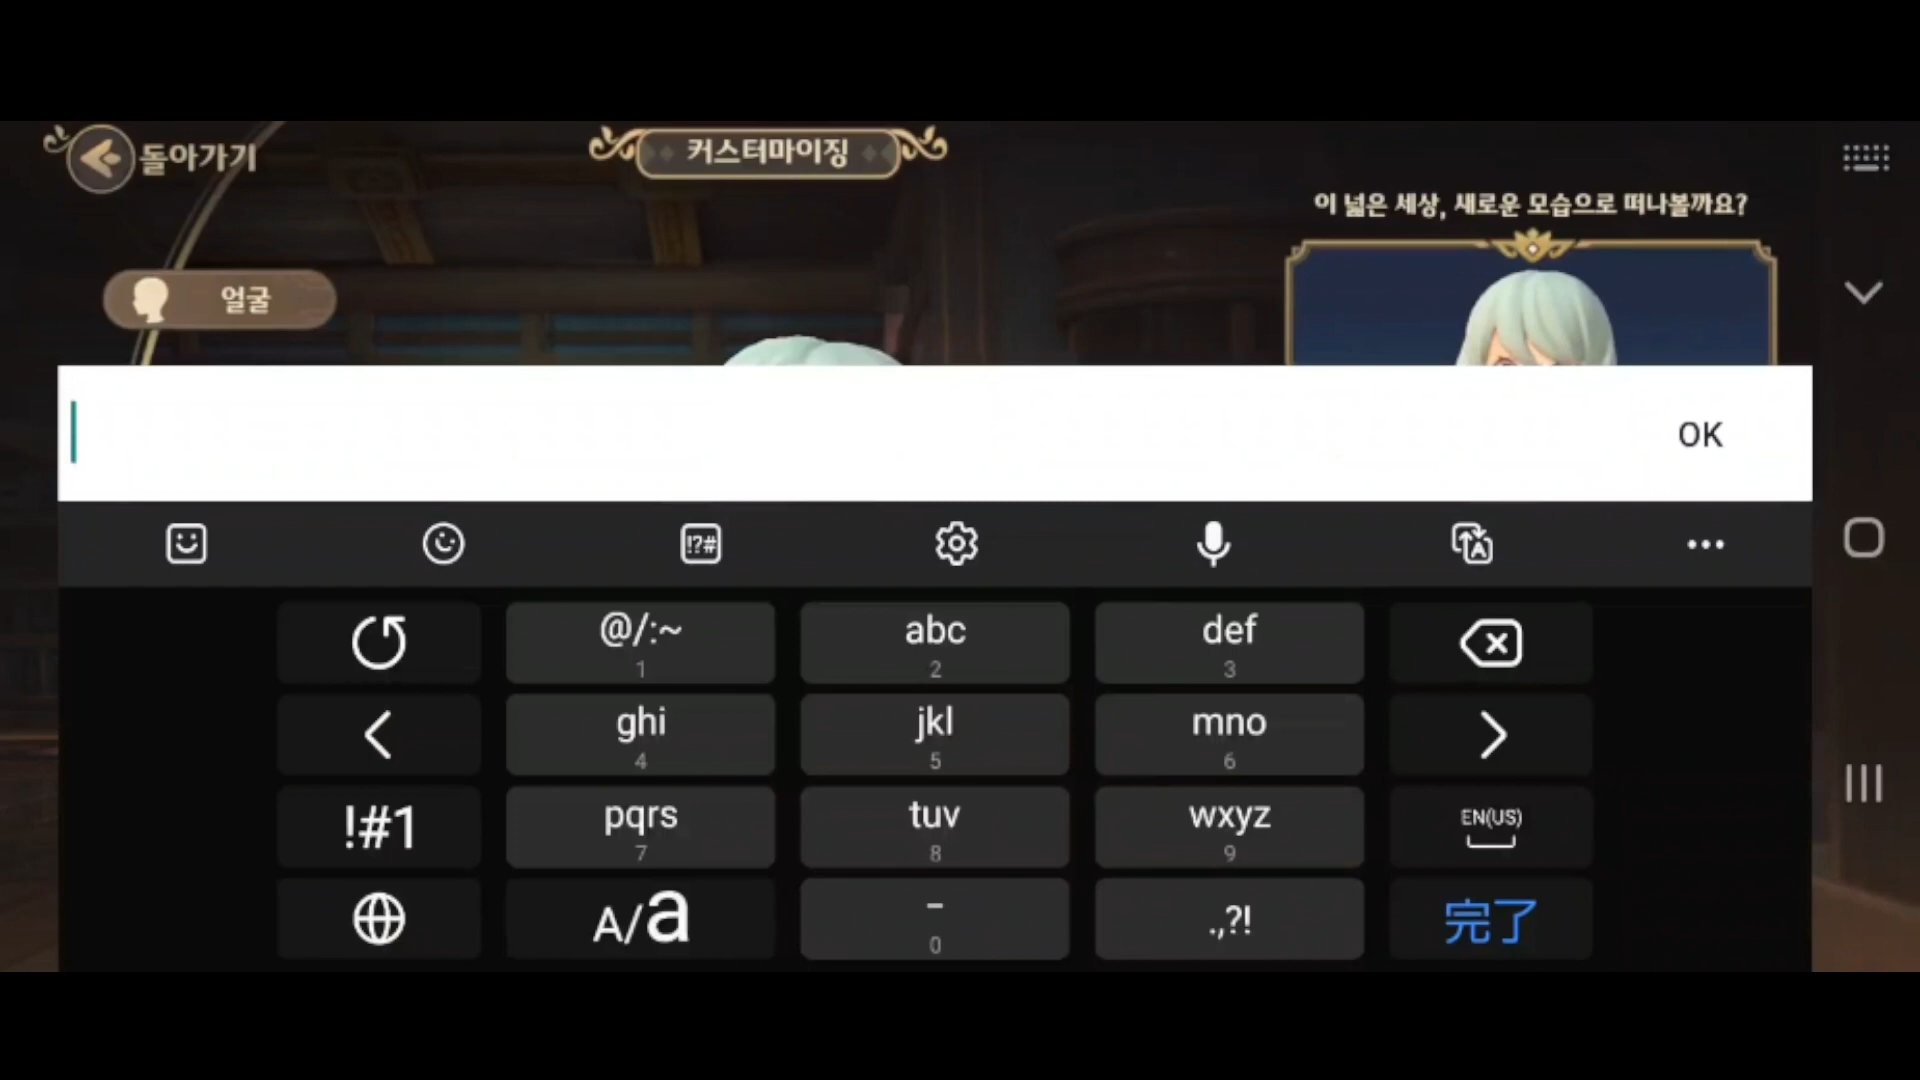 돌아가기
커스터마이징
이 넓은 세상, 새로운 모습으로 떠나볼까요?
얼굴
OK
!?#
A
@/:~
1
abc
2
def
3
ghi
4
jkl
5
mno
6
!#1
pqrs
7
tuv
8
wxyz
9
EN(US)
A/a
-
0
.,?!
完了